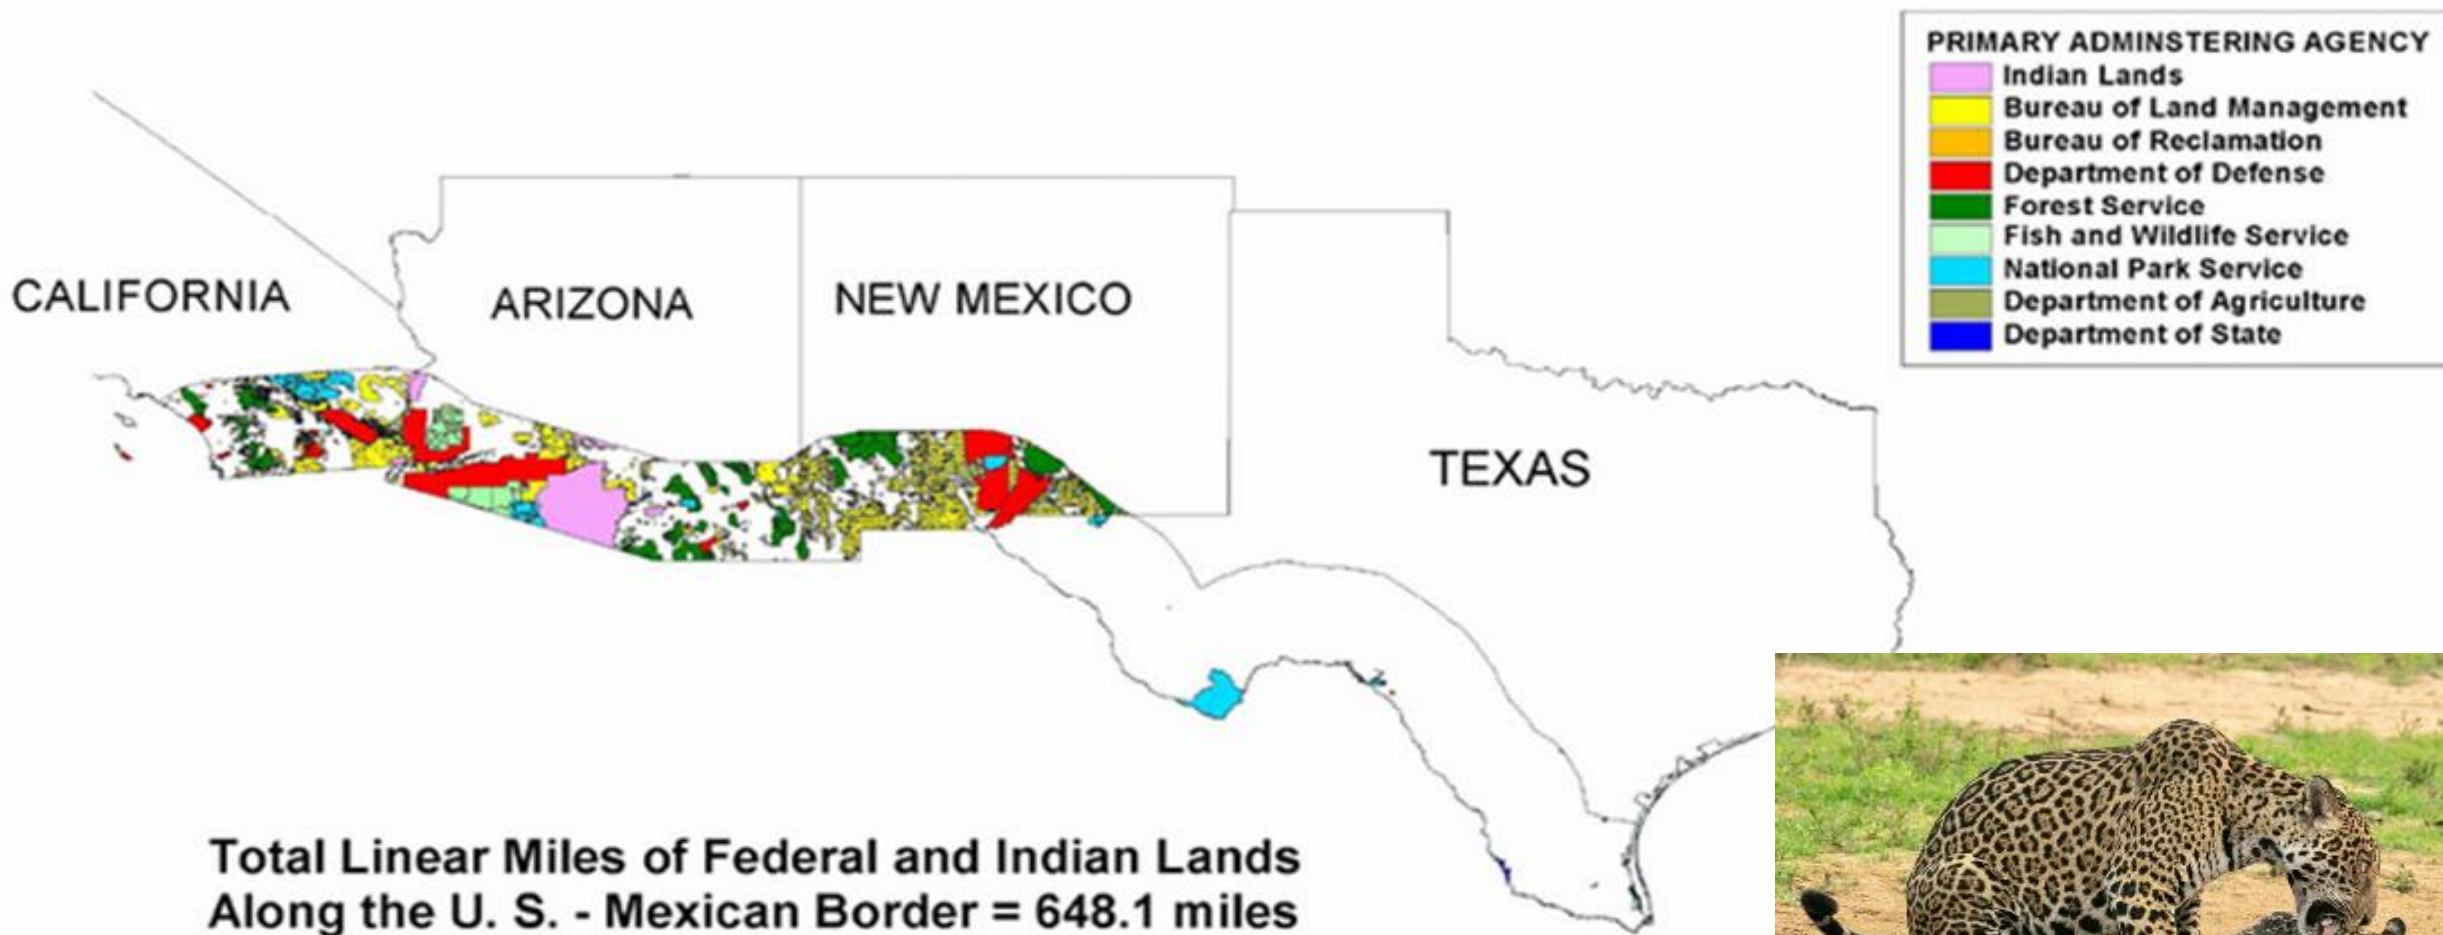 PRIMARY ADMINSTERING AGENCY
Indian Lands
Bureau of Land Management
Bureau of Reclamation
Department of Defense
Forest Service
Fish and Wildlife Service
National Park Service
Department of Agriculture
Department of State
CALIFORNIA
ARIZONA
NEW MEXICO
TEXAS
Total Linear Miles of Federal and Indian Lands
Along the U. S. - Mexican Border = 648.1 miles